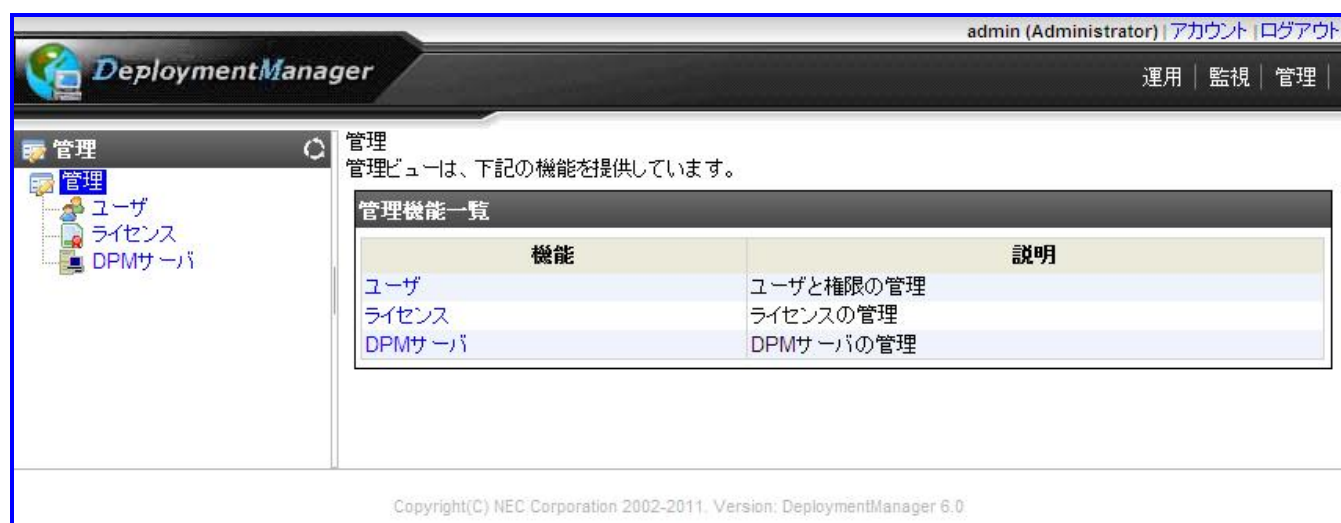 admin (Administrator) | アカウント | ログアウト
DeploymentManager
運用 | 監視 | 管理 |
管理
管理
ユーザ
ライセンス
DPMサーバ
管理
管理ビューは、下記の機能を提供しています。
管理機能一覧
機能 説明
ユーザ ユーザと権限の管理
ライセンス ライセンスの管理
DPMサーバ DPMサーバの管理
Copyright(C) NEC Corporation 2002-2011. Version: DeploymentManager 6.0